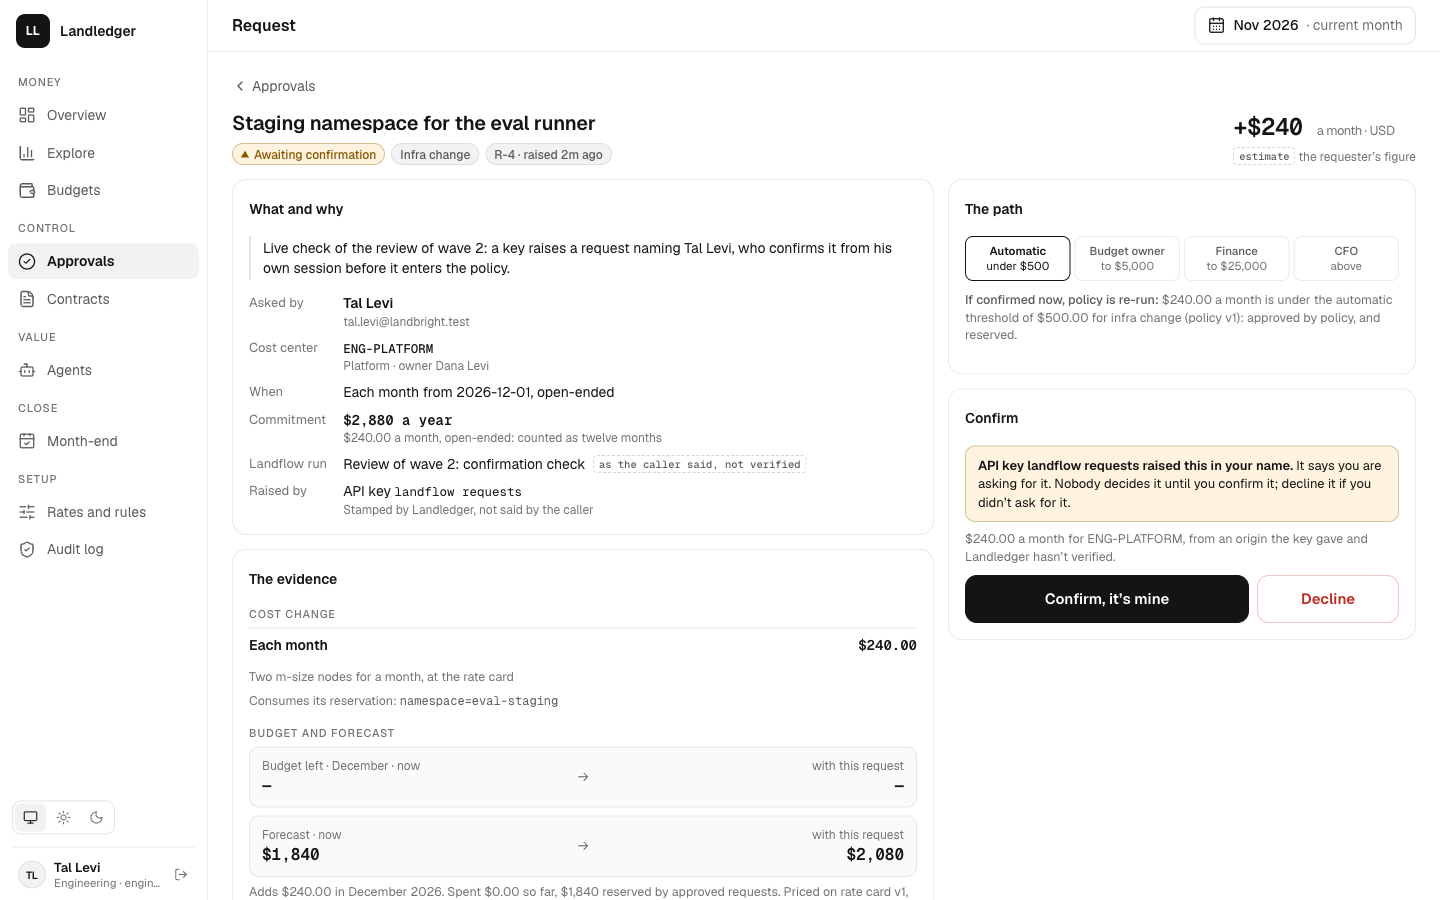 LL
Landledger
MONEY
Overview
Explore
Budgets
CONTROL
Approvals
Contracts
VALUE
Agents
CLOSE
Month-end
SETUP
Rates and rules
Audit log
TL
Tal Levi
Engineering · engin…
Request
Nov 2026 · current month
Approvals
Staging namespace for the eval runner
Awaiting confirmation
Infra change
R-4 · raised 2m ago
+$240 a month · USD
estimate the requester's figure
What and why
Live check of the review of wave 2: a key raises a request naming Tal Levi, who confirms it from his
own session before it enters the policy.
Asked by Tal Levi
tal.levi@landbright.test
Cost center ENG-PLATFORM
Platform · owner Dana Levi
When Each month from 2026-12-01, open-ended
Commitment $2,880 a year
$240.00 a month, open-ended: counted as twelve months
Landflow run Review of wave 2: confirmation check as the caller said, not verified
Raised by API key landflow requests
Stamped by Landledger, not said by the caller
The evidence
COST CHANGE
Each month $240.00
Two m-size nodes for a month, at the rate card
Consumes its reservation: namespace=eval-staging
BUDGET AND FORECAST
Budget left · December · now → with this request
– –
Forecast · now → with this request
$1,840 $2,080
Adds $240.00 in December 2026. Spent $0.00 so far, $1,840 reserved by approved requests. Priced on rate card v1,
The path
Automatic
under $500
Budget owner
to $5,000
Finance
to $25,000
CFO
above
If confirmed now, policy is re-run: $240.00 a month is under the automatic
threshold of $500.00 for infra change (policy v1): approved by policy, and
reserved.
Confirm
API key landflow requests raised this in your name. It says you are
asking for it. Nobody decides it until you confirm it; decline it if you
didn't ask for it.
$240.00 a month for ENG-PLATFORM, from an origin the key gave and
Landledger hasn't verified.
Confirm, it's mine
Decline